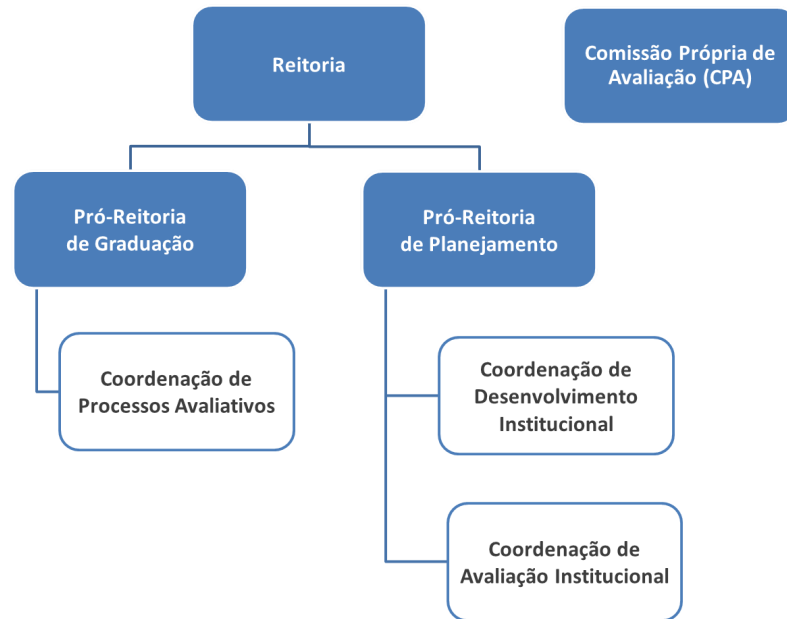 Reitoria
Comissão Própria de
Avaliação (CPA)
Pró-Reitoria
de Graduação
Pró-Reitoria
de Planejamento
Coordenação de
Processos Avaliativos
Coordenação de
Desenvolvimento
Institucional
Coordenação de
Avaliação Institucional